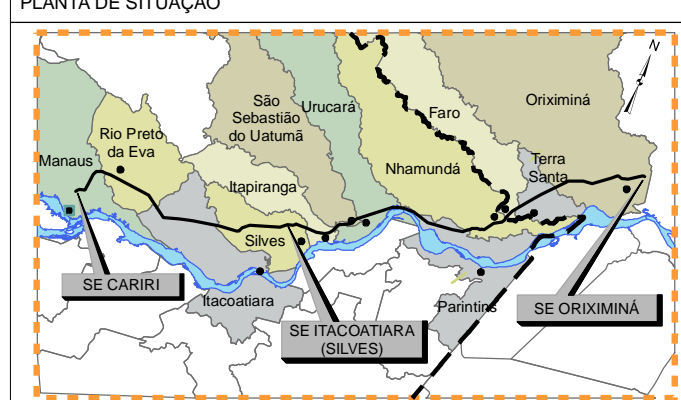 PLANTA DE SITUAÇÃO
N
São
Sebastião
do Uatumã
Urucará
Faro
Oriximiná
Rio Preto
da Eva
Manaus
Terra
Santa
Nhamundá
Itapiranga
Silves
SE CARIRI
Itacoatiara
Parintins
SE ITACOATIARA
(SILVES)
SE ORIXIMINÁ